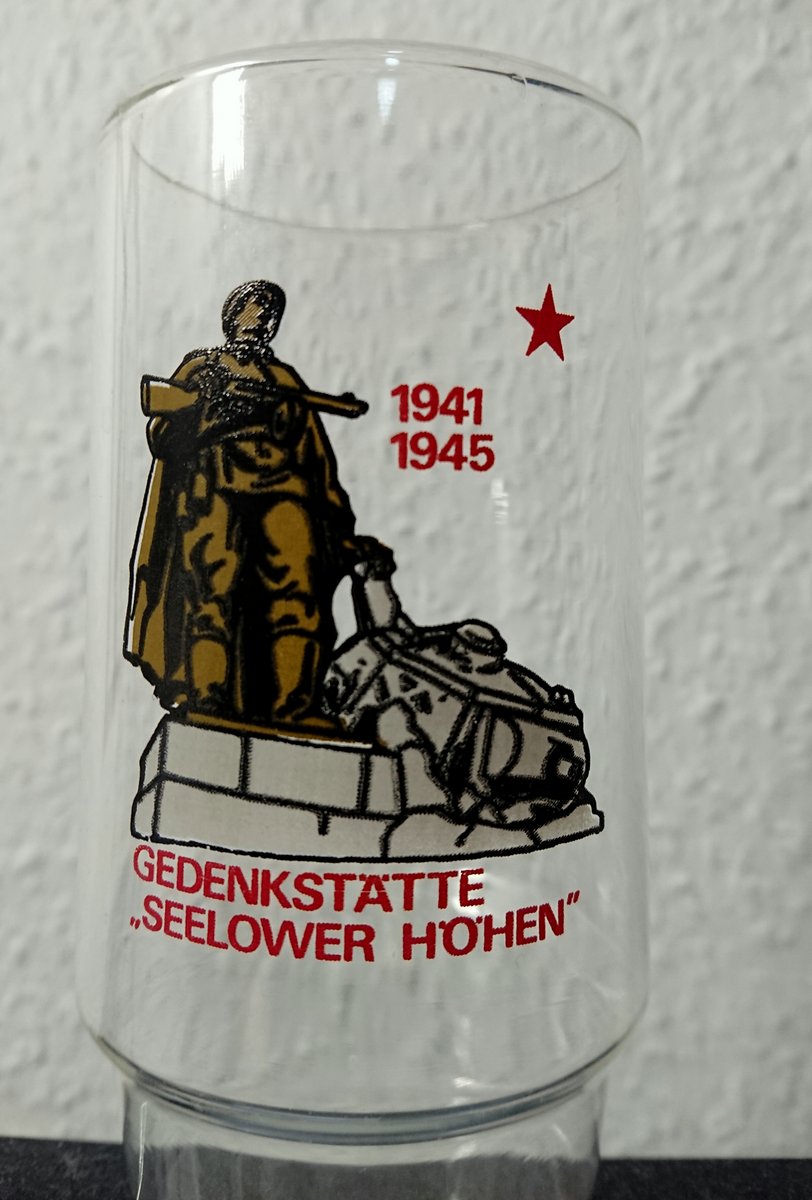 1941
1945
GEDENKSTÄTTE
„SEELOWER HÖHEN”